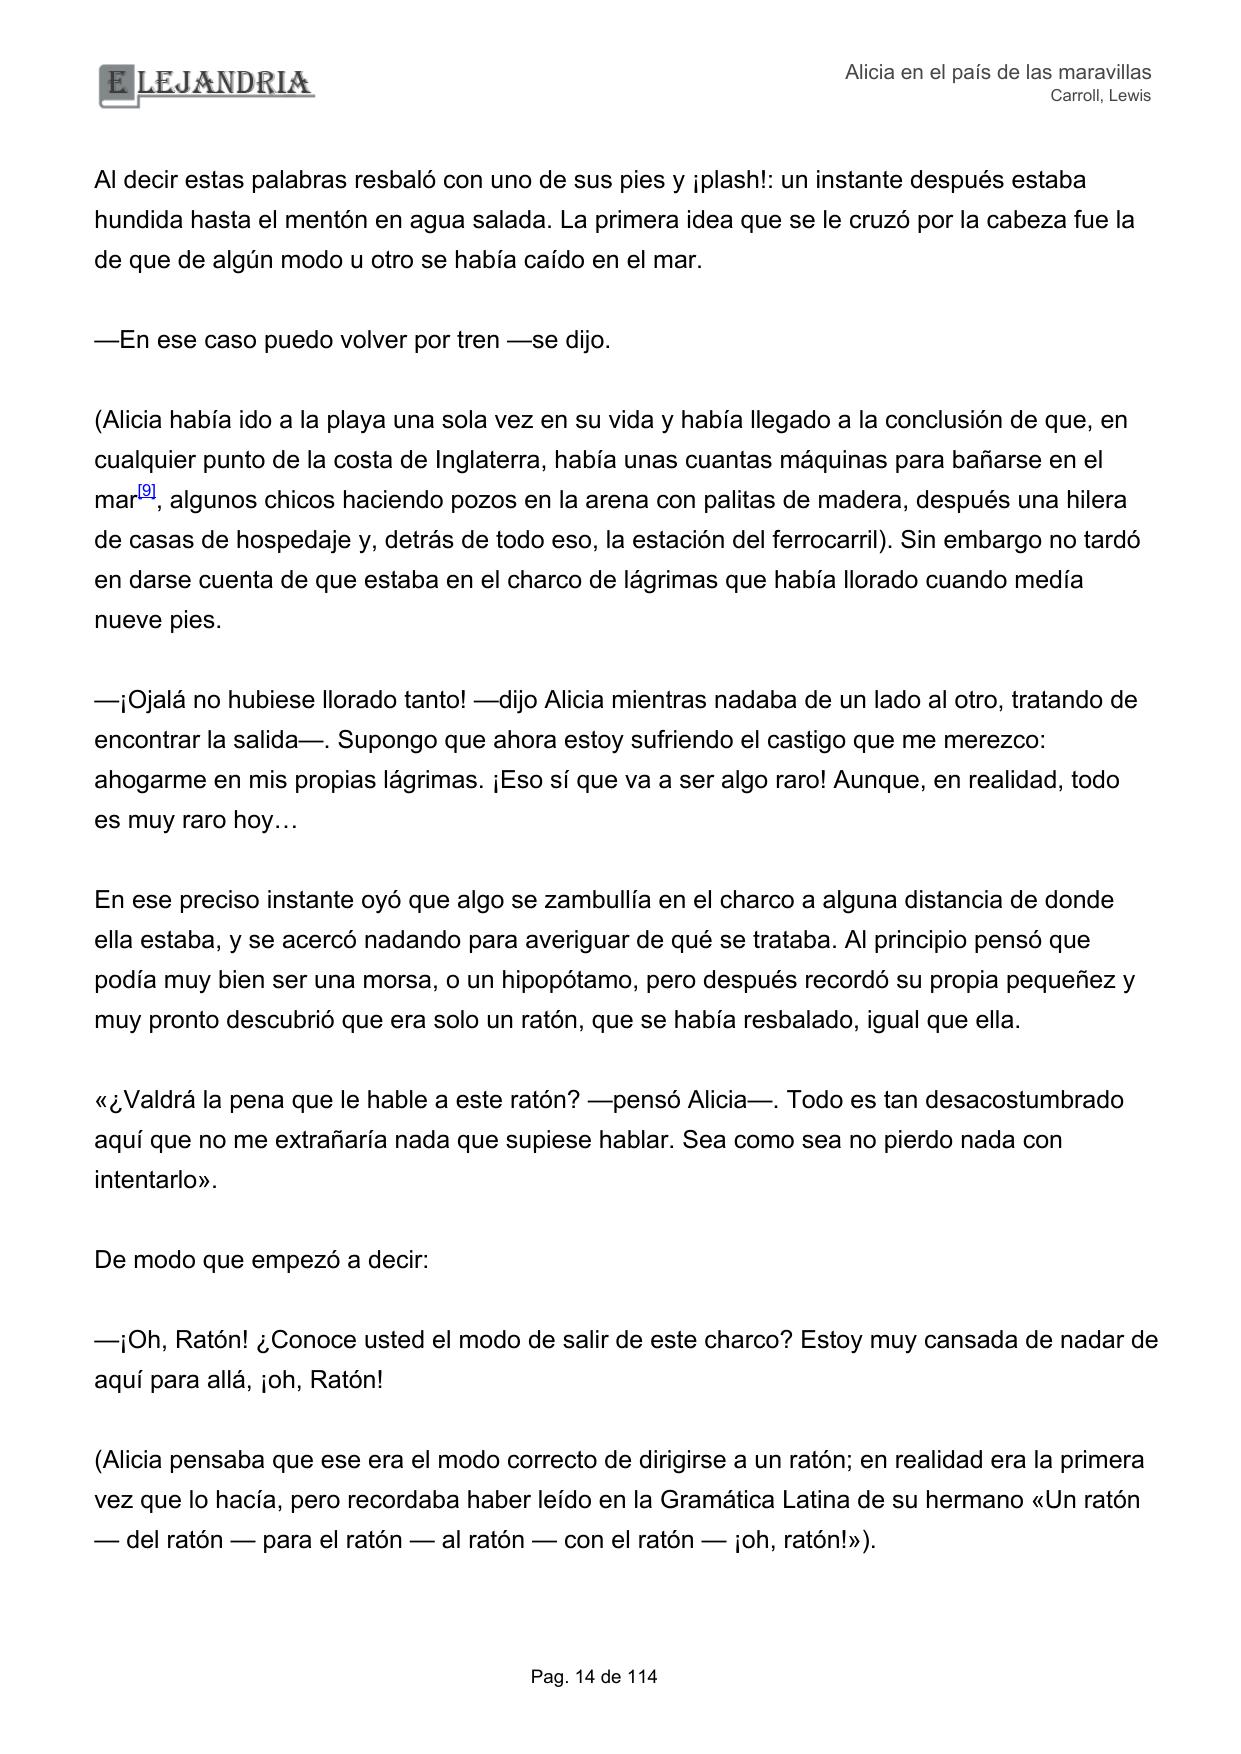 ELEJANDRIA
Alicia en el país de las maravillas
Carroll, Lewis
Al decir estas palabras resbaló con uno de sus pies y ¡plash!: un instante después estaba
hundida hasta el mentón en agua salada. La primera idea que se le cruzó por la cabeza fue la
de que de algún modo u otro se había caído en el mar.
—En ese caso puedo volver por tren —se dijo.
(Alicia había ido a la playa una sola vez en su vida y había llegado a la conclusión de que, en
cualquier punto de la costa de Inglaterra, había unas cuantas máquinas para bañarse en el
mar[9], algunos chicos haciendo pozos en la arena con palitas de madera, después una hilera
de casas de hospedaje y, detrás de todo eso, la estación del ferrocarril). Sin embargo no tardó
en darse cuenta de que estaba en el charco de lágrimas que había llorado cuando medía
nueve pies.
—¡Ojalá no hubiese llorado tanto! —dijo Alicia mientras nadaba de un lado al otro, tratando de
encontrar la salida—. Supongo que ahora estoy sufriendo el castigo que me merezco:
ahogarme en mis propias lágrimas. ¡Eso sí que va a ser algo raro! Aunque, en realidad, todo
es muy raro hoy…
En ese preciso instante oyó que algo se zambullía en el charco a alguna distancia de donde
ella estaba, y se acercó nadando para averiguar de qué se trataba. Al principio pensó que
podía muy bien ser una morsa, o un hipopótamo, pero después recordó su propia pequeñez y
muy pronto descubrió que era solo un ratón, que se había resbalado, igual que ella.
«¿Valdrá la pena que le hable a este ratón? —pensó Alicia—. Todo es tan desacostumbrado
aquí que no me extrañaría nada que supiese hablar. Sea como sea no pierdo nada con
intentarlo».
De modo que empezó a decir:
—¡Oh, Ratón! ¿Conoce usted el modo de salir de este charco? Estoy muy cansada de nadar de
aquí para allá, ¡oh, Ratón!
(Alicia pensaba que ese era el modo correcto de dirigirse a un ratón; en realidad era la primera
vez que lo hacía, pero recordaba haber leído en la Gramática Latina de su hermano «Un ratón
— del ratón — para el ratón — al ratón — con el ratón — ¡oh, ratón!»).
Pag. 14 de 114